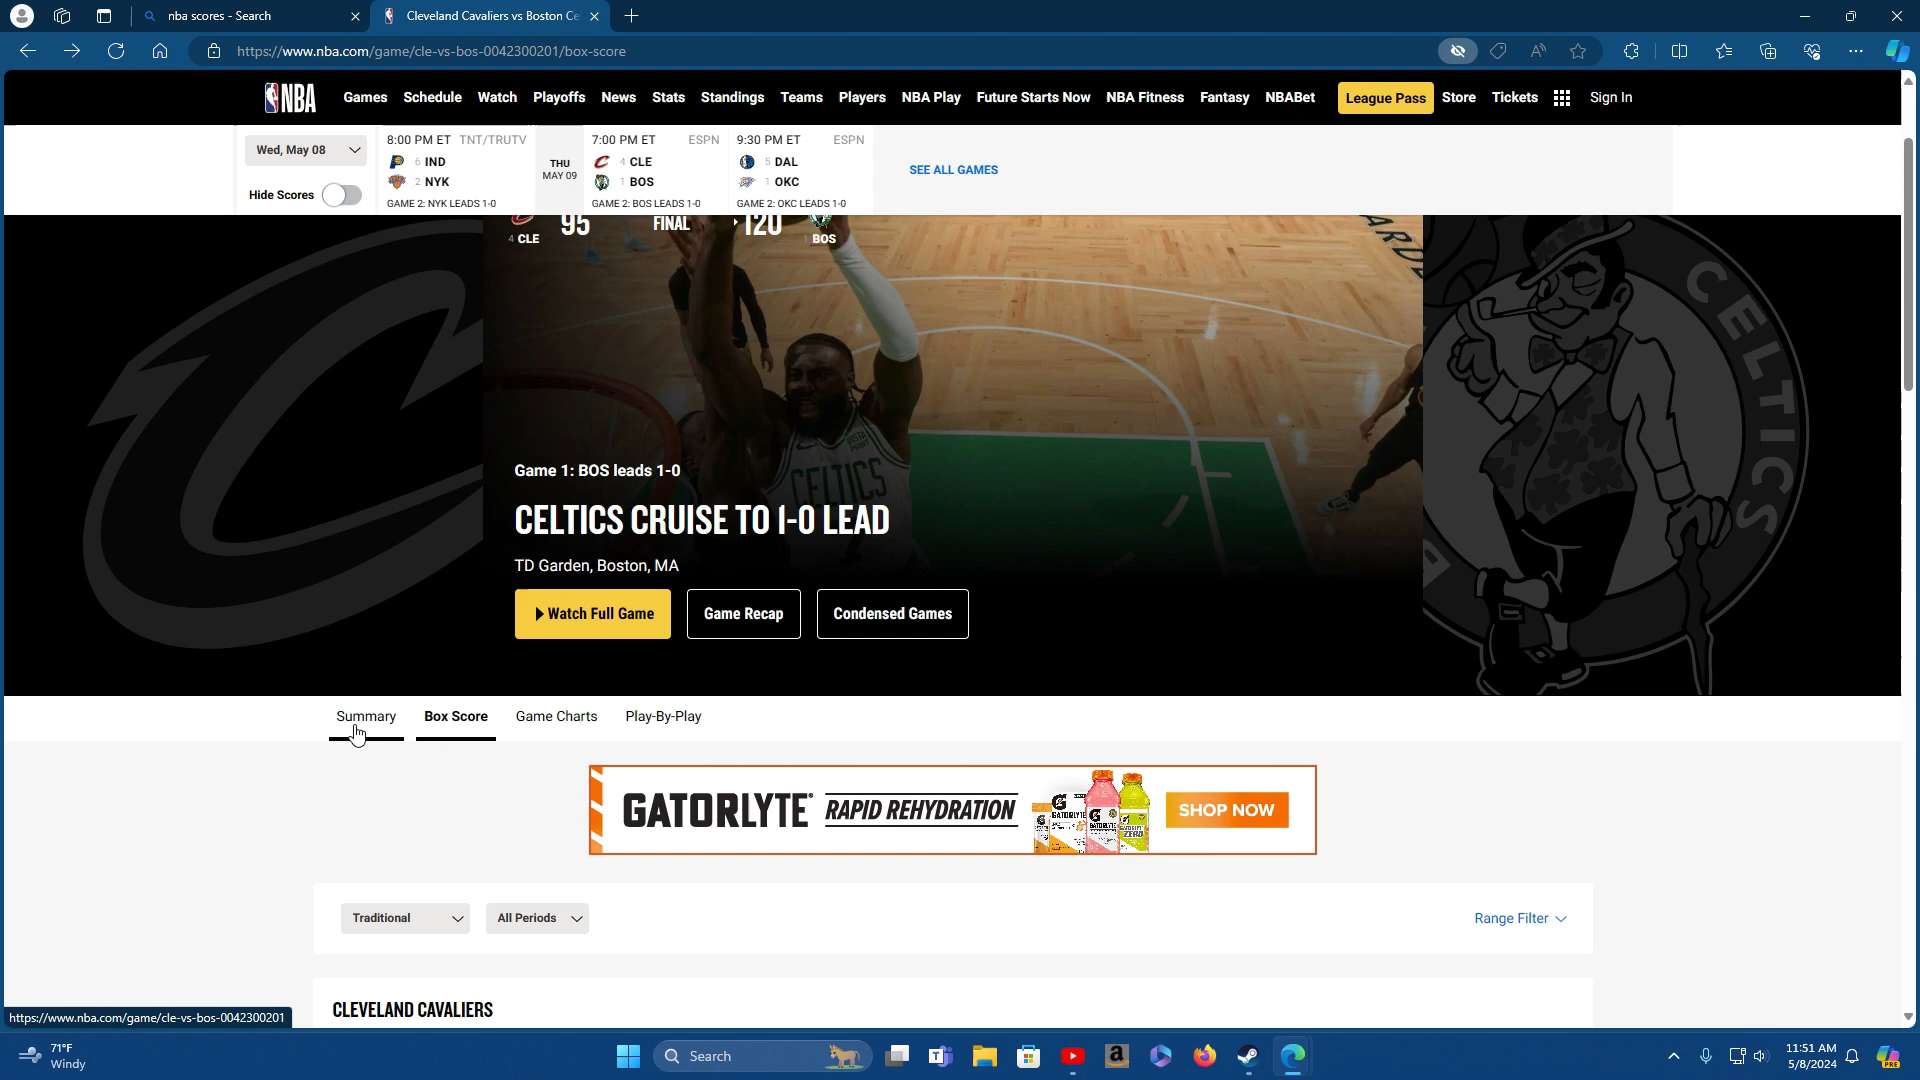 nba scores - Search
Cleveland Cavaliers vs Boston Ce
https://www.nba.com/game/cle-vs-bos-0042300201/box-score
NBA Games Schedule Watch Playoffs News Stats Standings Teams Players NBA Play Future Starts Now NBA Fitness Fantasy NBABet League Pass Store Tickets Sign In
Wed, May 08
Hide Scores
8:00 PM ET TNT/TRUTV
6 IND
2 NYK
GAME 2: NYK LEADS 1-0
THU
MAY 09
7:00 PM ET ESPN
4 CLE
1 BOS
GAME 2: BOS LEADS 1-0
9:30 PM ET ESPN
5 DAL
1 OKC
GAME 2: OKC LEADS 1-0
SEE ALL GAMES
95 FINAL 120
4 CLE 1 BOS
ARD
CELTICS
CELTICS
Game 1: BOS leads 1-0
CELTICS CRUISE TO 1-0 LEAD
TD Garden, Boston, MA
Watch Full Game Game Recap Condensed Games
Summary Box Score Game Charts Play-By-Play
GATORLYTE RAPID REHYDRATION SHOP NOW
Traditional All Periods Range Filter
CLEVELAND CAVALIERS
https://www.nba.com/game/cle-vs-bos-0042300201
71°F
Windy
Search
11:51 AM
5/8/2024
PRE